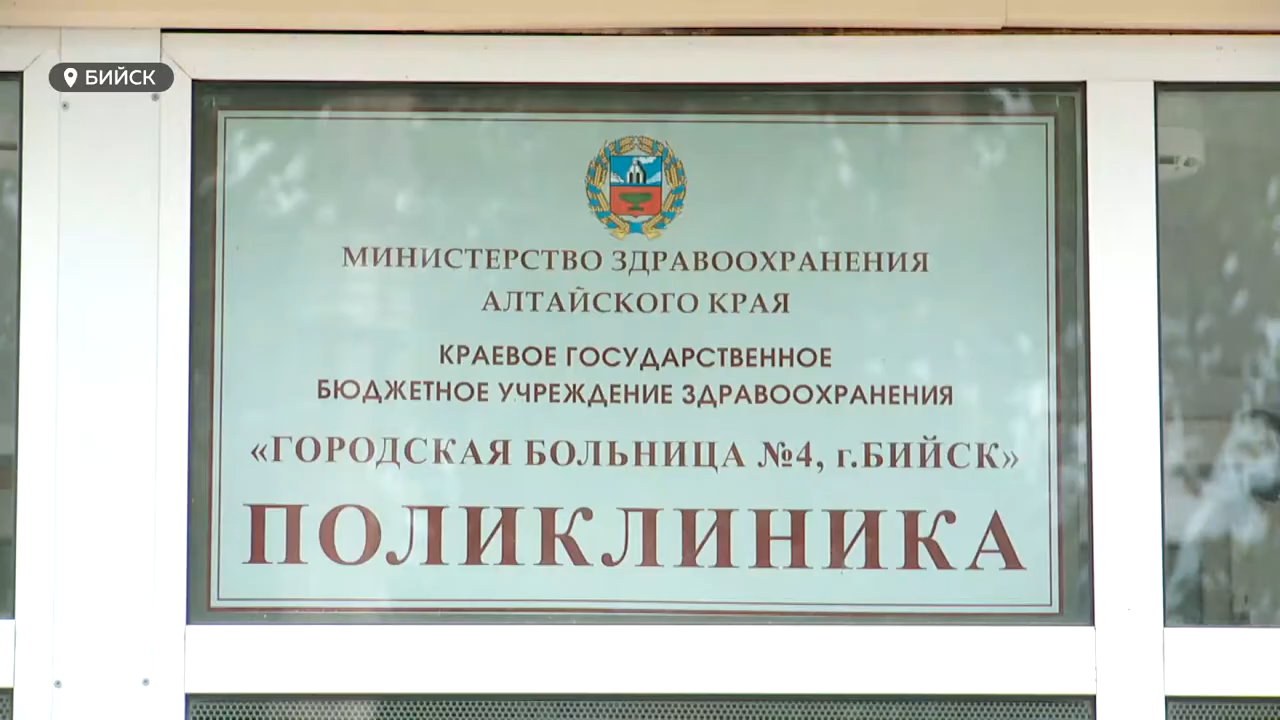 БИЙСК
МИНИСТЕРСТВО ЗДРАВООХРАНЕНИЯ
АЛТАЙСКОГО КРАЯ
КРАЕВОЕ ГОСУДАРСТВЕННОЕ
БЮДЖЕТНОЕ УЧРЕЖДЕНИЕ ЗДРАВООХРАНЕНИЯ
«ГОРОДСКАЯ БОЛЬНИЦА №4, г.БИЙСК»
ПОЛИКЛИНИКА